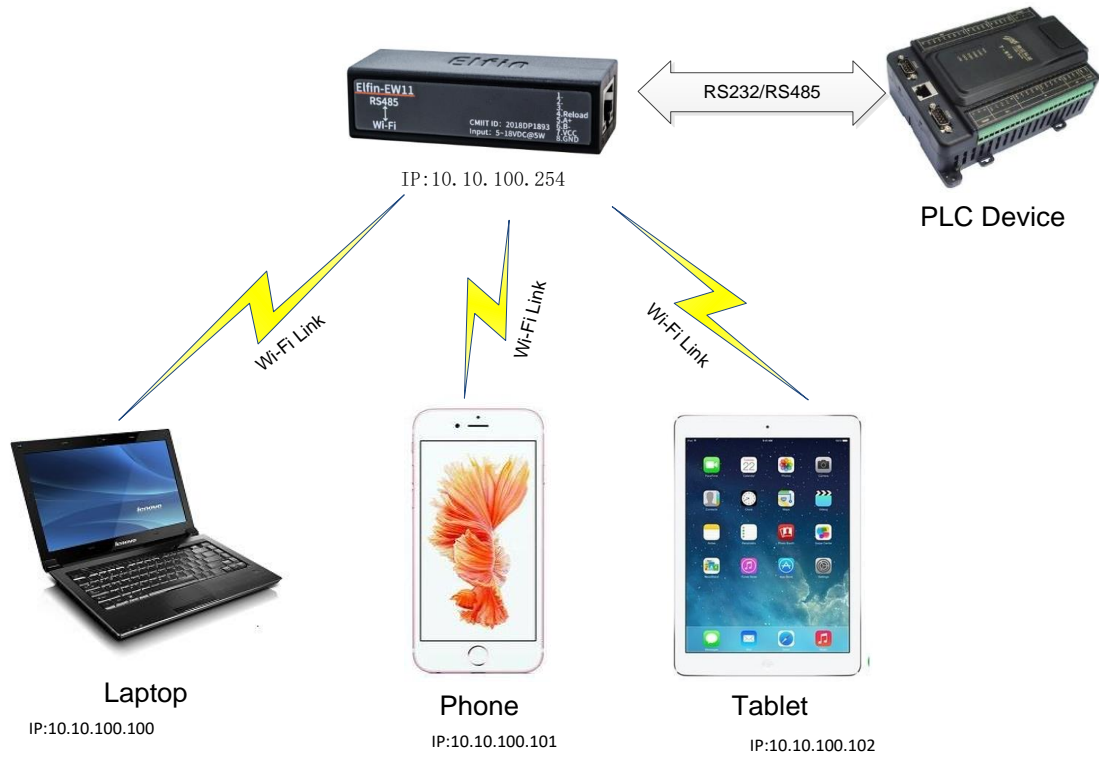 Elfin
Elfin-EW11
RS485
Wi-Fi
CMIIT ID: 2018DP1893
Input: 5~18VDC@5W
4.Reload
5.A+
6.B-
7.VCC
8.GND
RS232/RS485
IP:10.10.100.254
PLC Device
Wi-Fi Link
Wi-Fi Link
Wi-Fi Link
lenovo
lenovo
Laptop
IP:10.10.100.100
Phone
IP:10.10.100.101
Tablet
IP:10.10.100.102